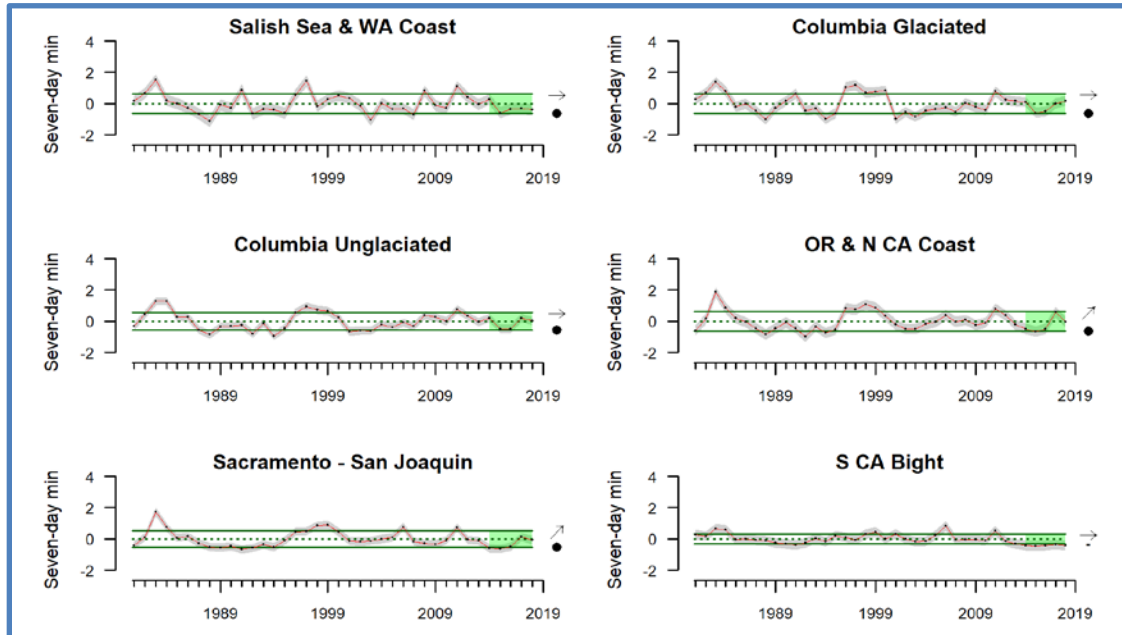 Salish Sea & WA Coast
Seven-day min
4
2
0
-2
1989 1999 2009 2019
Columbia Glaciated
Seven-day min
4
2
0
-2
1989 1999 2009 2019
Columbia Unglaciated
Seven-day min
4
2
0
-2
1989 1999 2009 2019
OR & N CA Coast
Seven-day min
4
2
0
-2
1989 1999 2009 2019
Sacramento - San Joaquin
Seven-day min
4
2
0
-2
1989 1999 2009 2019
S CA Bight
Seven-day min
4
2
0
-2
1989 1999 2009 2019